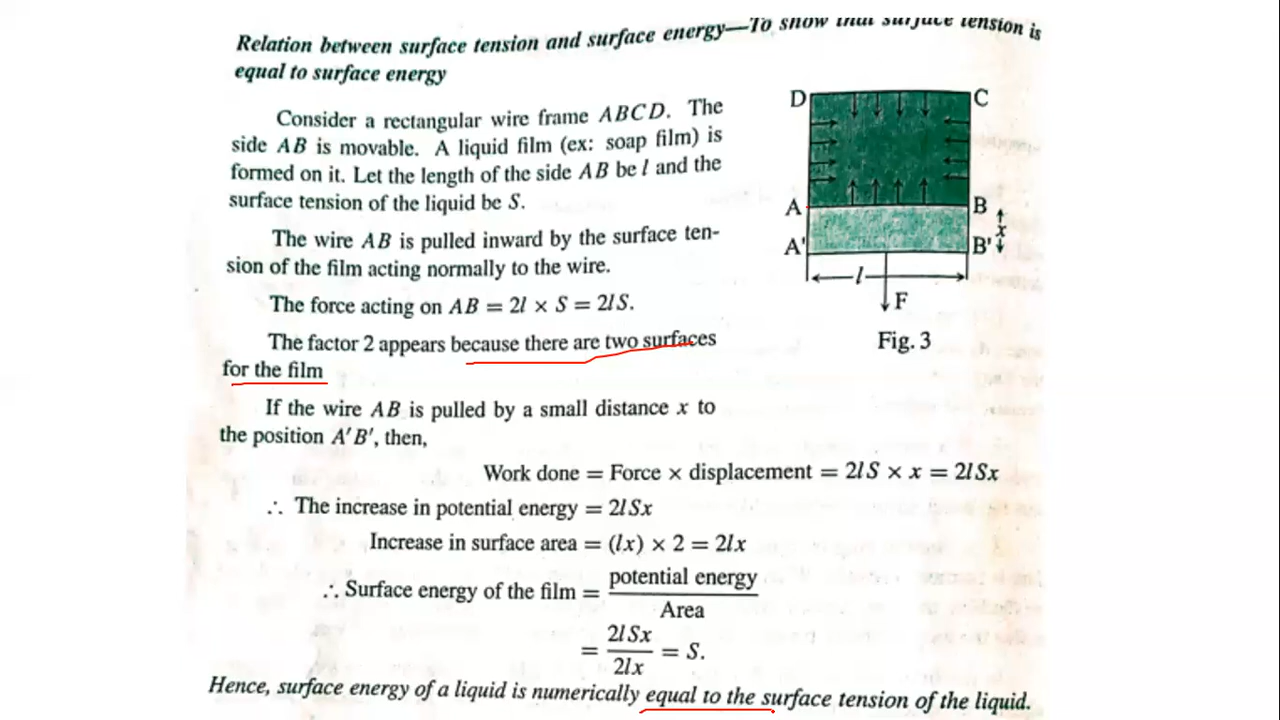 Relation between surface tension and surface energy—To show that surface tension is
equal to surface energy
Consider a rectangular wire frame ABCD. The
side AB is movable. A liquid film (ex: soap film) is
formed on it. Let the length of the side AB be l and the
surface tension of the liquid be S.
The wire AB is pulled inward by the surface ten-
sion of the film acting normally to the wire.
The force acting on AB = 2l × S = 2lS.
The factor 2 appears because there are two surfaces
for the film
If the wire AB is pulled by a small distance x to
the position A′B′, then,
D
C
A
B
x
A'
B'
l
F
Fig. 3
Work done = Force × displacement = 2lS × x = 2lSx
∴ The increase in potential energy = 2lSx
Increase in surface area = (lx) × 2 = 2lx
∴ Surface energy of the film = potential energy
Area
= 2lSx
2lx
= S.
Hence, surface energy of a liquid is numerically equal to the surface tension of the liquid.